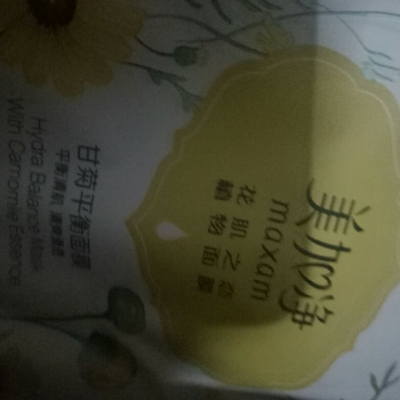 美加净
maxam
花肌之恋
植物面膜
甘菊平衡面膜
Hydra Balance Mask
With Camomile Essence